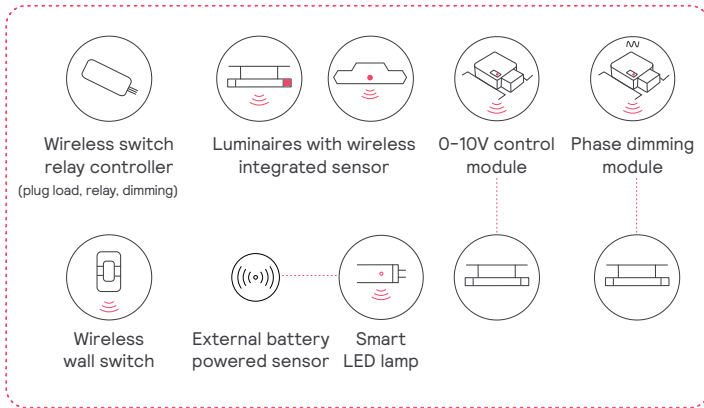 Wireless switch
relay controller
(plug load, relay, dimming)
Luminaires with wireless
integrated sensor
0-10V control
module
Phase dimming
module
Wireless
wall switch
External battery
powered sensor
Smart
LED lamp